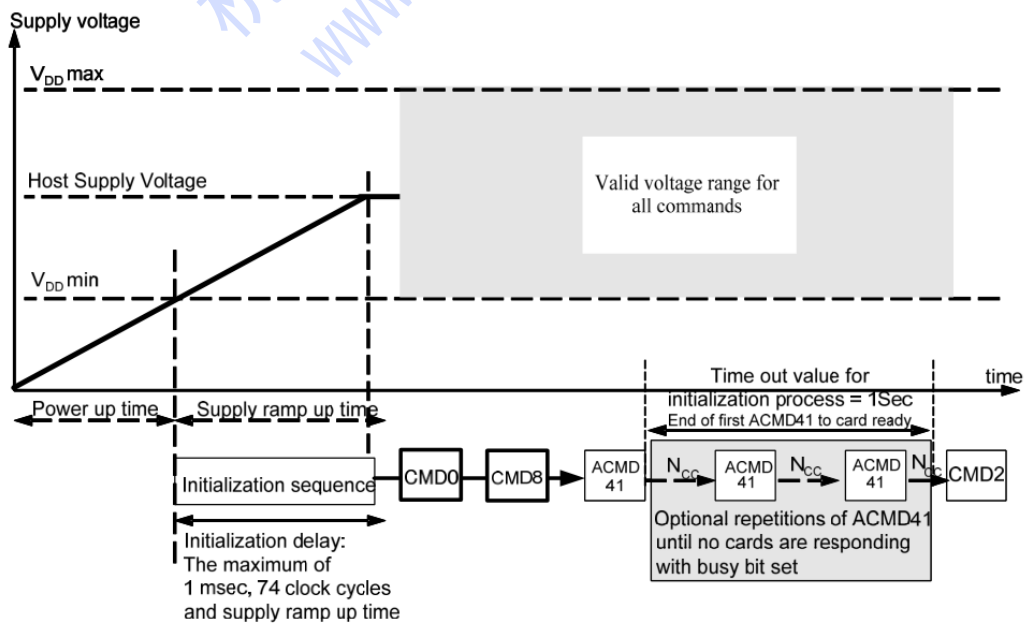 Supply voltage
V_DD max
Host Supply Voltage
Valid voltage range for
all commands
V_DD min
time
Time out value for
initialization process = 1Sec
End of first ACMD41 to card ready
Power up time
Supply ramp up time
Initialization sequence
CMD0
CMD8
ACMD
41
N_CC
ACMD
41
N_CC
ACMD
41
N_CC
CMD2
Optional repetitions of ACMD41
until no cards are responding
with busy bit set
Initialization delay:
The maximum of
1 msec, 74 clock cycles
and supply ramp up time